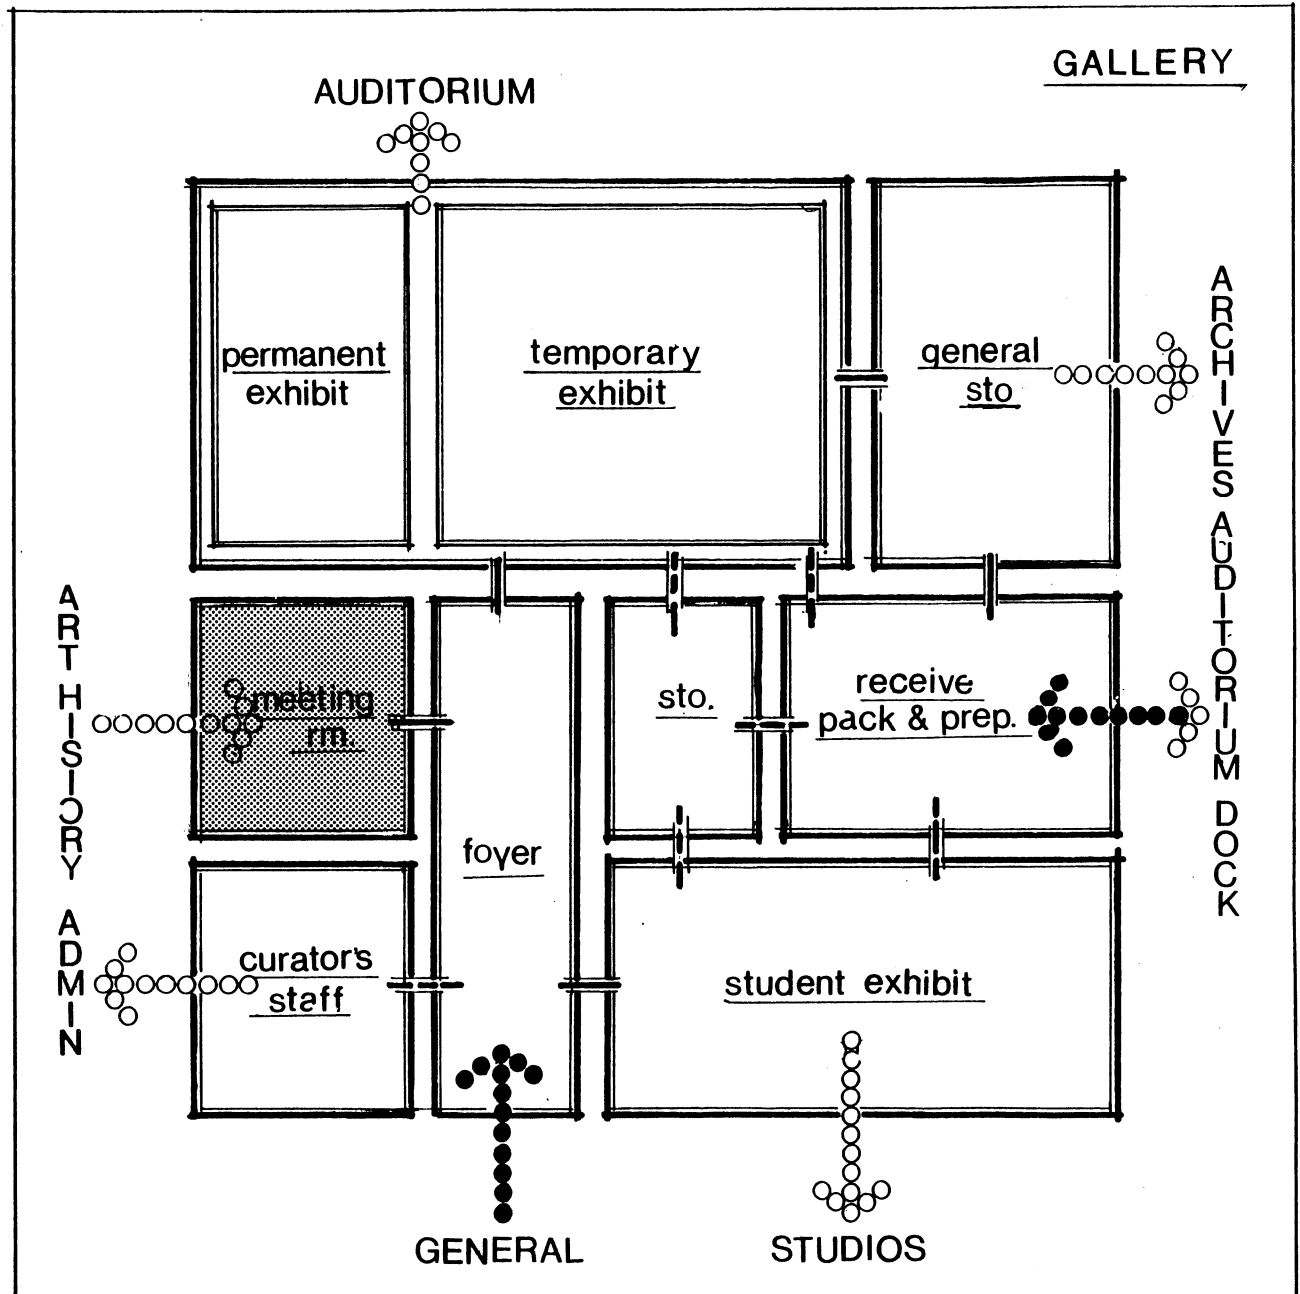 GALLERY
AUDITORIUM
permanent
exhibit
temporary
exhibit
general
sto
ARCHIVES AUDITORIUM DOCK
ART HISTORY ADMIN
meeting
rm.
foyer
sto.
receive
pack & prep.
curator's
staff
student exhibit
GENERAL
STUDIOS